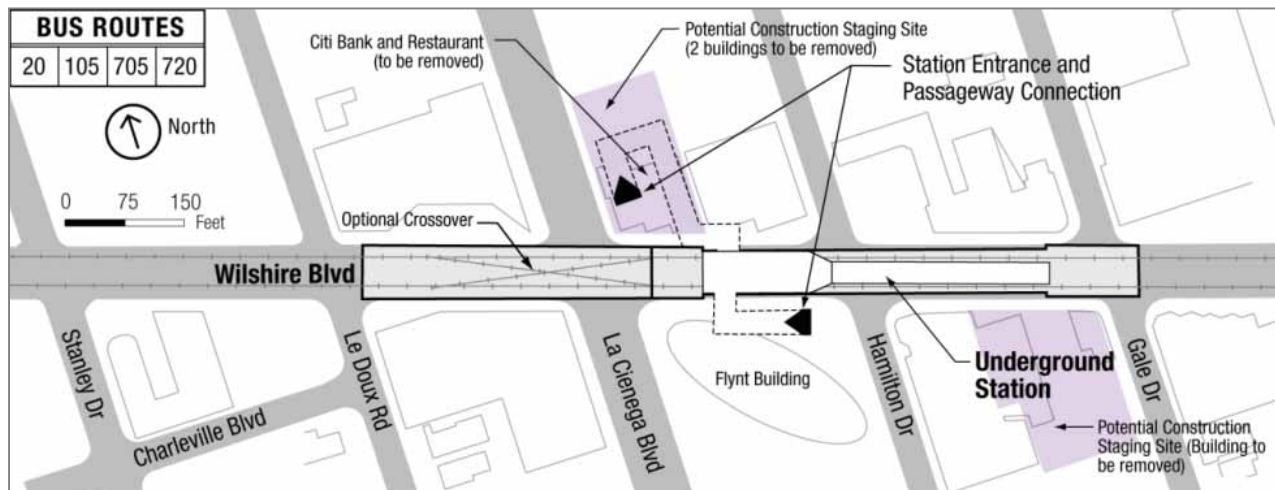 BUS ROUTES
20 105 705 720
North
0 75 150
Feet
Citi Bank and Restaurant
(to be removed)
Potential Construction Staging Site
(2 buildings to be removed)
Station Entrance and
Passageway Connection
Optional Crossover
Wilshire Blvd
Stanley Dr
Charleville Blvd
Le Doux Rd
La Cienega Blvd
Flynt Building
Hamilton Dr
Underground
Station
Gale Dr
Potential Construction
Staging Site (Building to
be removed)